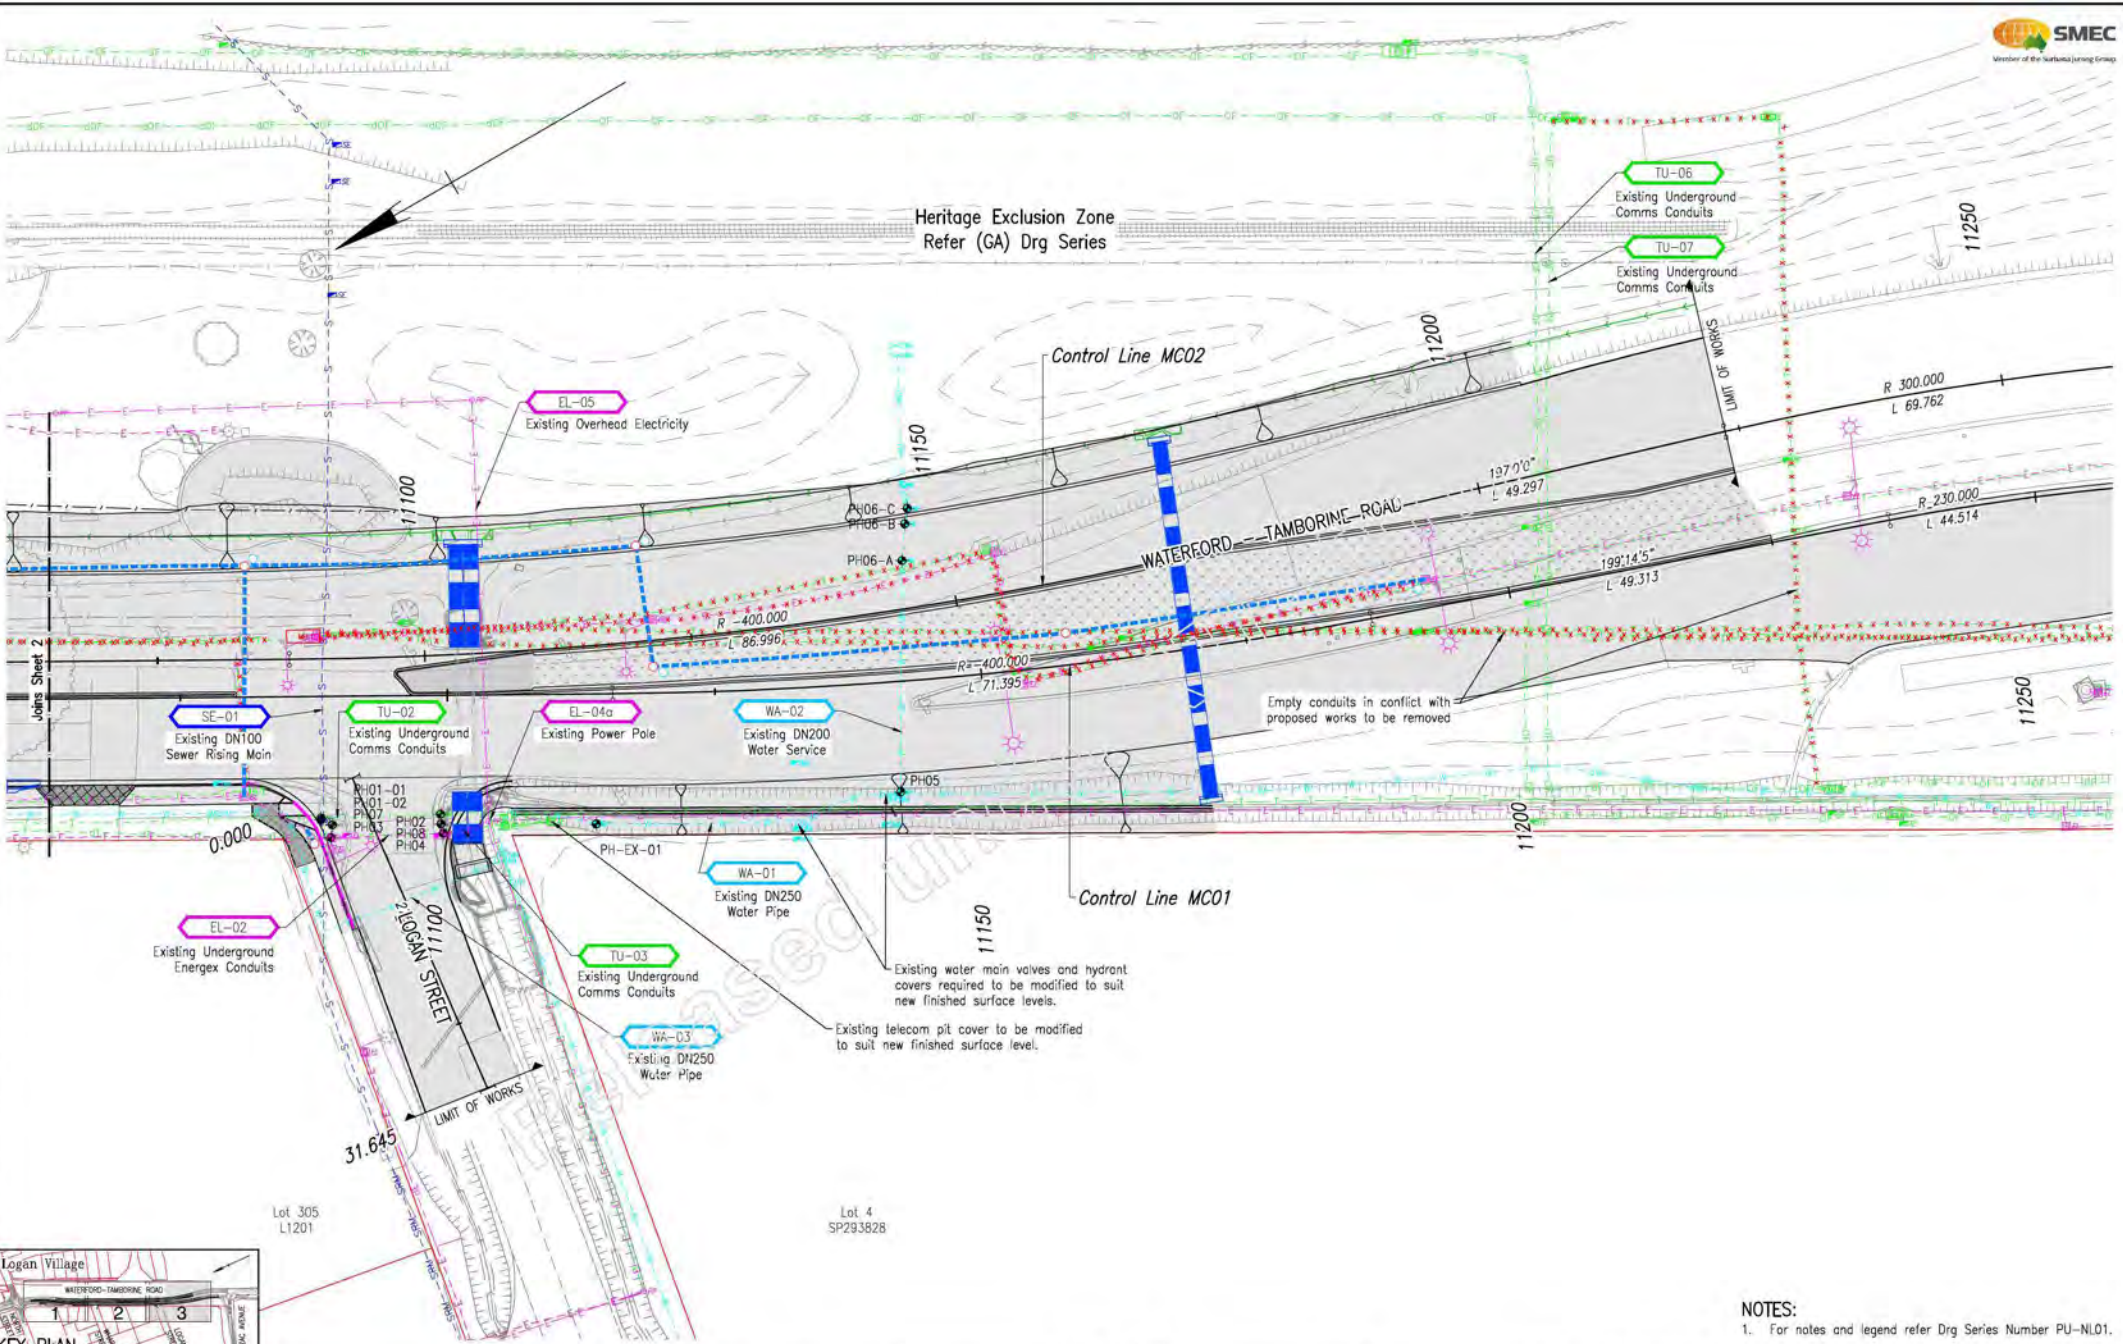 SMEC
Member of the Surbana Jurong Group
TU-06
Existing Underground
Comms Conduits
Heritage Exclusion Zone
Refer (GA) Drg Series
TU-07
Existing Underground
Comms Conduits
11250
LIMIT OF WORKS
11200
Control Line MC02
R 300.000
L 69.762
EL-05
Existing Overhead Electricity
11150
11100
197°0'0"
L 49.297
R 230.000
L 44.514
PH06-C
PH06-B
PH06-A
WATERFORD - TAMBORINE ROAD
199°14'5"
L 49.313
R -400.000
L 86.996
R -400.000
L 71.395
Joins Sheet 2
SE-01
Existing DN100
Sewer Rising Main
TU-02
Existing Underground
Comms Conduits
EL-04a
Existing Power Pole
WA-02
Existing DN200
Water Service
Empty conduits in conflict with
proposed works to be removed
11250
PH05
PH01-01
PH01-02
PH07
PH03
PH02
PH08
PH04
0.000
PH-EX-01
11200
WA-01
Existing DN250
Water Pipe
Control Line MC01
EL-02
Existing Underground
Energex Conduits
11100
LOGAN STREET
11150
TU-03
Existing Underground
Comms Conduits
Existing water main valves and hydrant
covers required to be modified to suit
new finished surface levels.
WA-03
Existing DN250
Water Pipe
Existing telecom pit cover to be modified
to suit new finished surface level.
LIMIT OF WORKS
31.645
Lot 305
L1201
Lot 4
SP293828
Logan Village
WATERFORD-TAMBORINE ROAD
1 2 3
KEY PLAN
NOTES:
1. For notes and legend refer Drg Series Number PU-NL01.